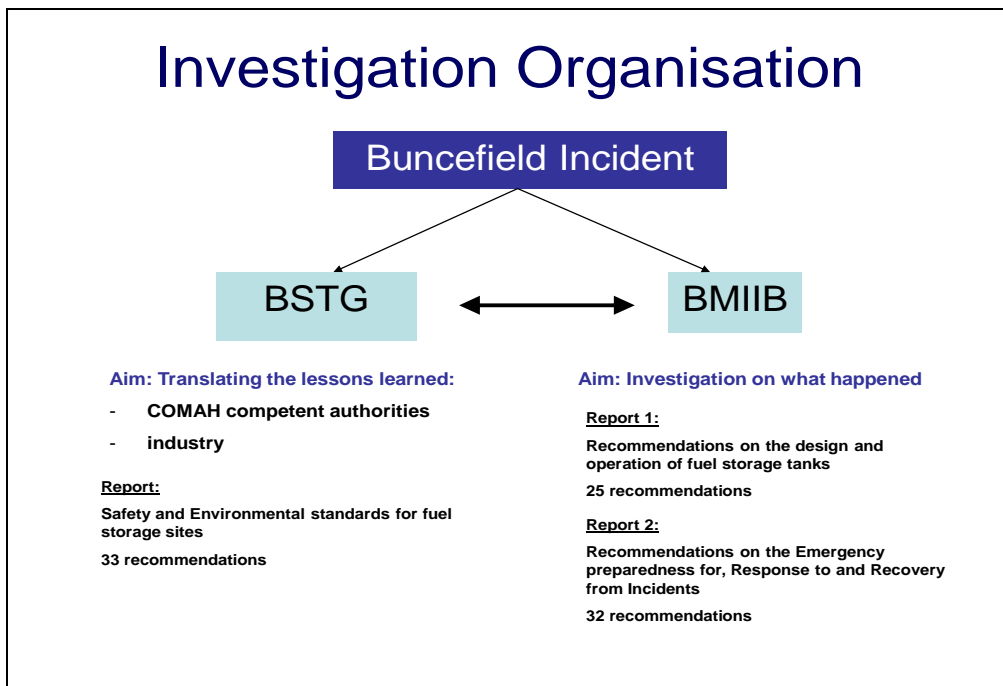 Investigation Organisation
Buncefield Incident
BSTG
BMIIB
Aim: Translating the lessons learned:
- COMAH competent authorities
- industry
Report:
Safety and Environmental standards for fuel
storage sites
33 recommendations
Aim: Investigation on what happened
Report 1:
Recommendations on the design and
operation of fuel storage tanks
25 recommendations
Report 2:
Recommendations on the Emergency
preparedness for, Response to and Recovery
from Incidents
32 recommendations